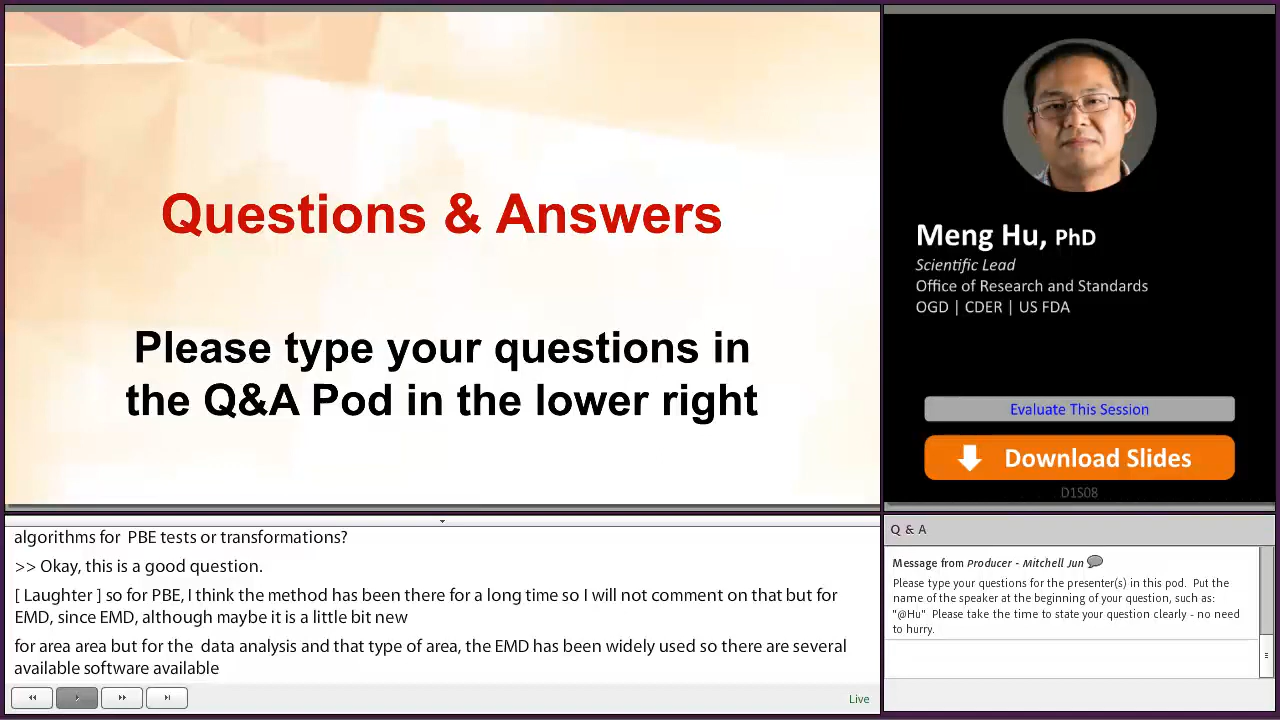 Questions & Answers
Please type your questions in
the Q&A Pod in the lower right
Meng Hu, PhD
Scientific Lead
Office of Research and Standards
OGD | CDER | US FDA
Evaluate This Session
Download Slides
D1S08
algorithms for PBE tests or transformations?
>> Okay, this is a good question.
[ Laughter ] so for PBE, I think the method has been there for a long time so I will not comment on that but for
EMD, since EMD, although maybe it is a little bit new
for area area but for the data analysis and that type of area, the EMD has been widely used so there are several
available software available
Live
Q & A
Message from Producer - Mitchell Jun
Please type your questions for the presenter(s) in this pod. Put the
name of the speaker at the beginning of your question, such as:
"@Hu" Please take the time to state your question clearly - no need
to hurry.